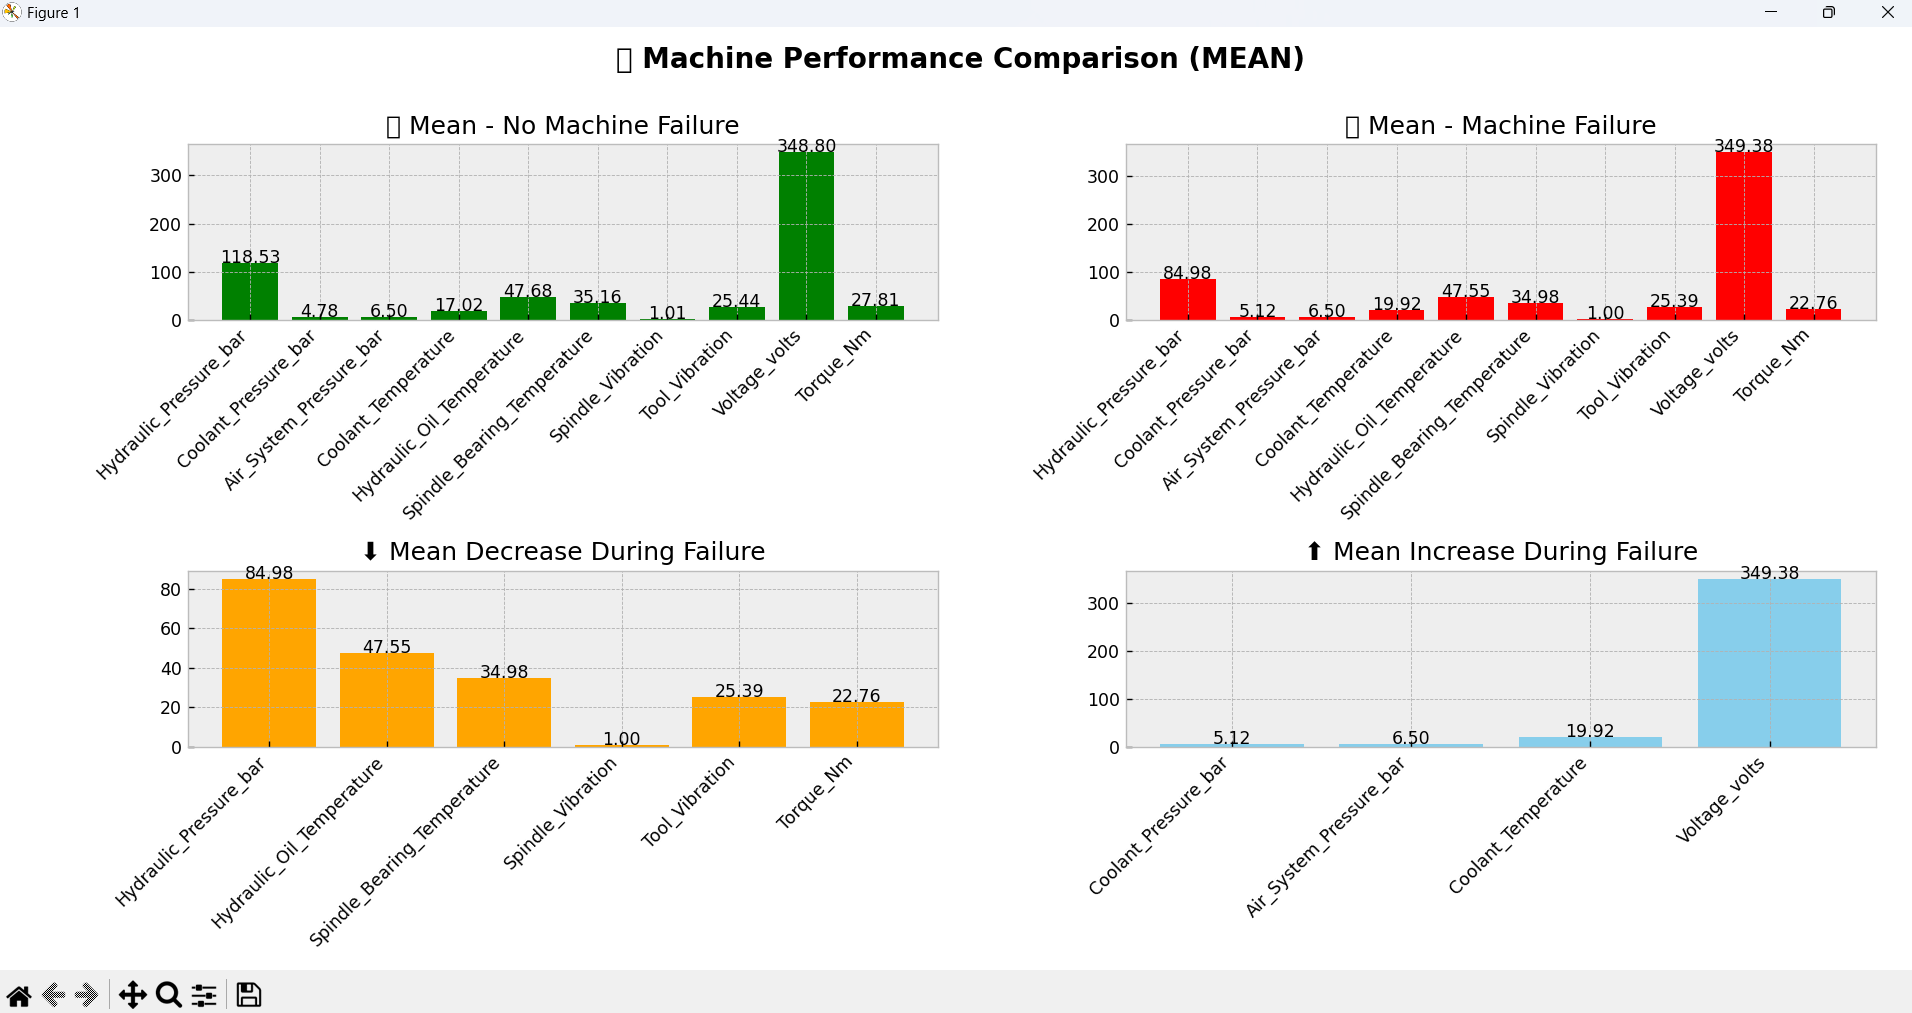 Figure 1
Machine Performance Comparison (MEAN)
Mean - No Machine Failure
300
200
100
0
118.53
4.78
6.50
17.02
47.68
35.16
1.01
25.44
348.80
27.81
Hydraulic_Pressure_bar
Coolant_Pressure_bar
Air_System_Pressure_bar
Coolant_Temperature
Hydraulic_Oil_Temperature
Spindle_Bearing_Temperature
Spindle_Vibration
Tool_Vibration
Voltage_volts
Torque_Nm
Mean - Machine Failure
300
200
100
0
84.98
5.12
6.50
19.92
47.55
34.98
1.00
25.39
349.38
22.76
Hydraulic_Pressure_bar
Coolant_Pressure_bar
Air_System_Pressure_bar
Coolant_Temperature
Hydraulic_Oil_Temperature
Spindle_Bearing_Temperature
Spindle_Vibration
Tool_Vibration
Voltage_volts
Torque_Nm
⬇ Mean Decrease During Failure
80
60
40
20
0
84.98
47.55
34.98
1.00
25.39
22.76
Hydraulic_Pressure_bar
Hydraulic_Oil_Temperature
Spindle_Bearing_Temperature
Spindle_Vibration
Tool_Vibration
Torque_Nm
⬆ Mean Increase During Failure
300
200
100
0
5.12
6.50
19.92
349.38
Coolant_Pressure_bar
Air_System_Pressure_bar
Coolant_Temperature
Voltage_volts